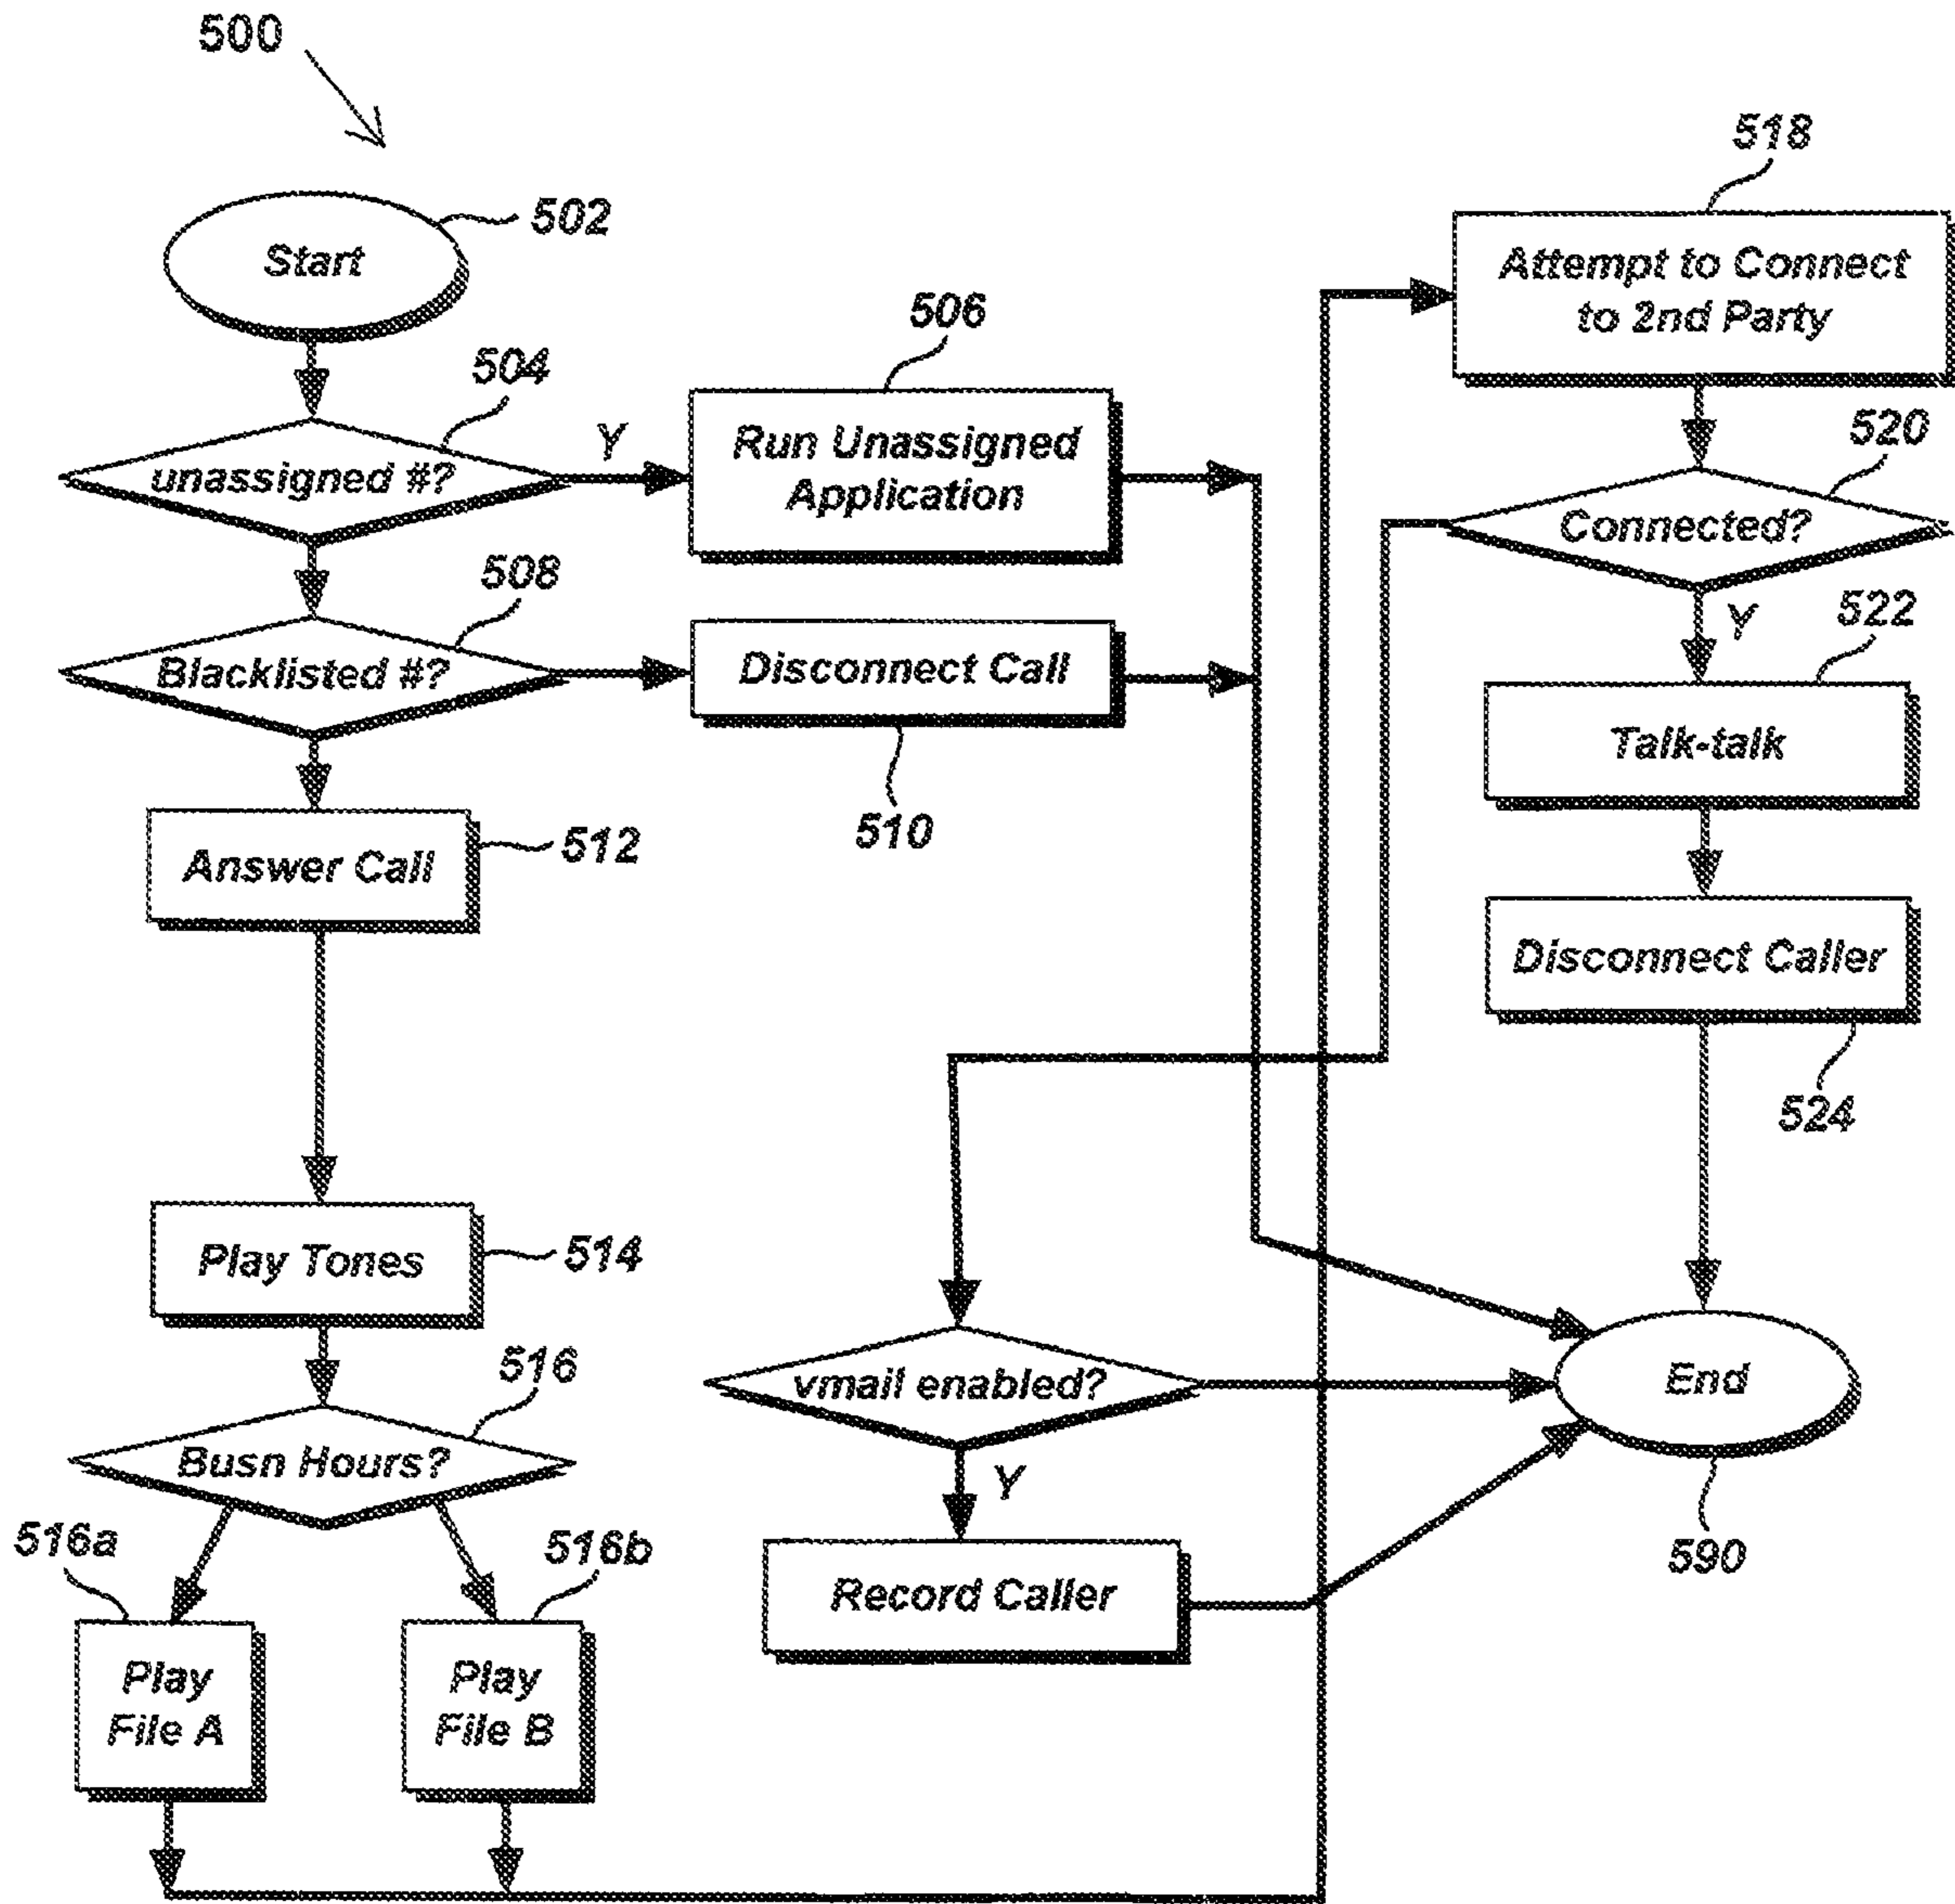 500
502
Start
504
unassigned #?
Y
506
Run Unassigned
Application
508
Blacklisted #?
Disconnect Call
510
Answer Call
512
Play Tones
514
516
Busn Hours?
516a
Play
File A
516b
Play
File B
518
Attempt to Connect
to 2nd Party
520
Connected?
Y
522
Talk-talk
Disconnect Caller
524
vmail enabled?
Y
Record Caller
End
590